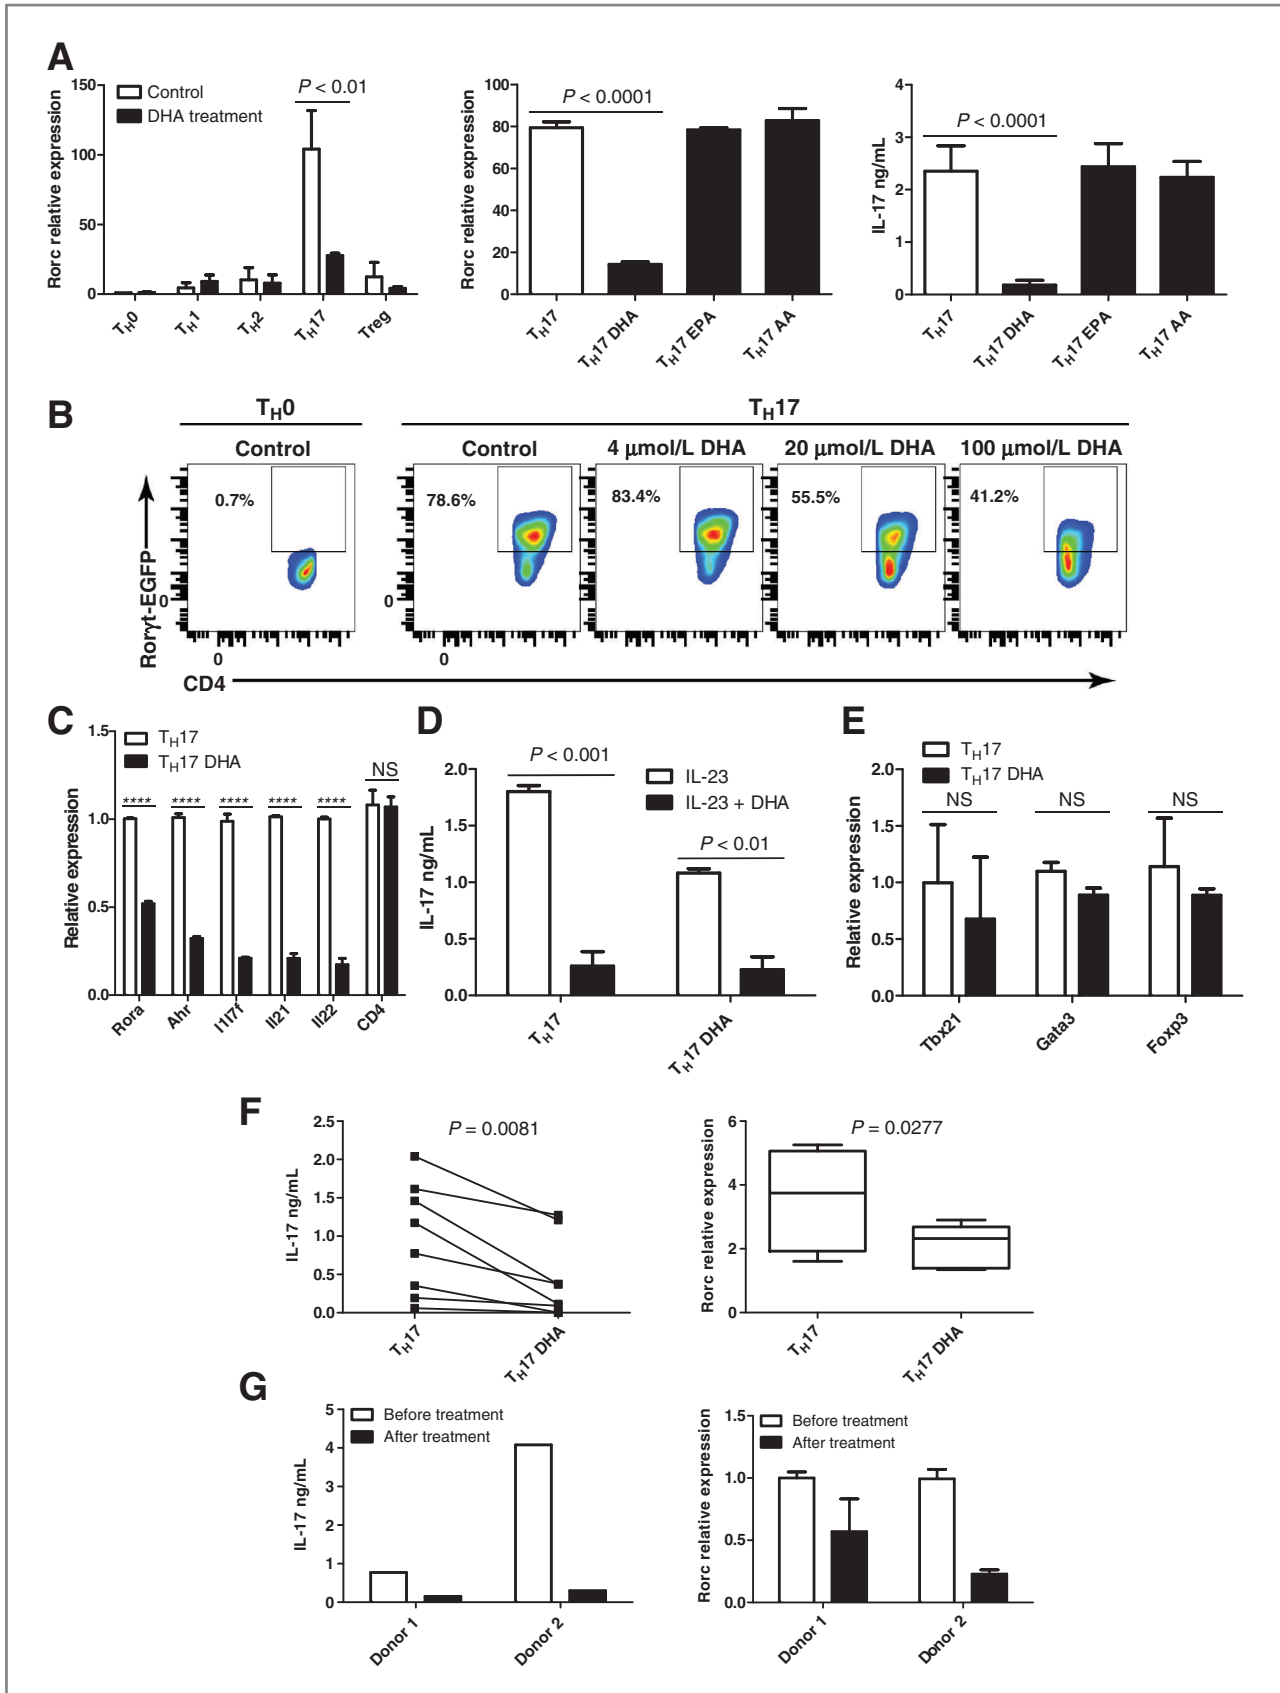 A
Rorc relative expression
150
100
50
0
Control
DHA treatment
P < 0.01
TH0
TH1
TH2
TH17
Treg
Rorc relative expression
100
80
60
40
20
0
P < 0.0001
TH17
TH17 DHA
TH17 EPA
TH17 AA
IL-17 ng/mL
4
3
2
1
0
P < 0.0001
TH17
TH17 DHA
TH17 EPA
TH17 AA
B
TH0
TH17
Control
Control
4 µmol/L DHA
20 µmol/L DHA
100 µmol/L DHA
0.7%
78.6%
83.4%
55.5%
41.2%
Rorγt-EGFP
0
0
0
0
CD4
C
Relative expression
1.5
1.0
0.5
0.0
TH17
TH17 DHA
****
****
****
****
****
NS
Rora
Ahr
I117f
Il21
Il22
CD4
D
IL-17 ng/mL
2.0
1.5
1.0
0.5
0.0
P < 0.001
IL-23
IL-23 + DHA
P < 0.01
TH17
TH17 DHA
E
Relative expression
2.0
1.5
1.0
0.5
0.0
TH17
TH17 DHA
NS
NS
NS
Tbx21
Gata3
Foxp3
F
IL-17 ng/mL
2.5
2.0
1.5
1.0
0.5
0.0
P = 0.0081
TH17
TH17 DHA
Rorc relative expression
6
4
2
0
P = 0.0277
TH17
TH17 DHA
G
IL-17 ng/mL
5
4
3
2
1
0
Before treatment
After treatment
Donor 1
Donor 2
Rorc relative expression
1.5
1.0
0.5
0.0
Before treatment
After treatment
Donor 1
Donor 2